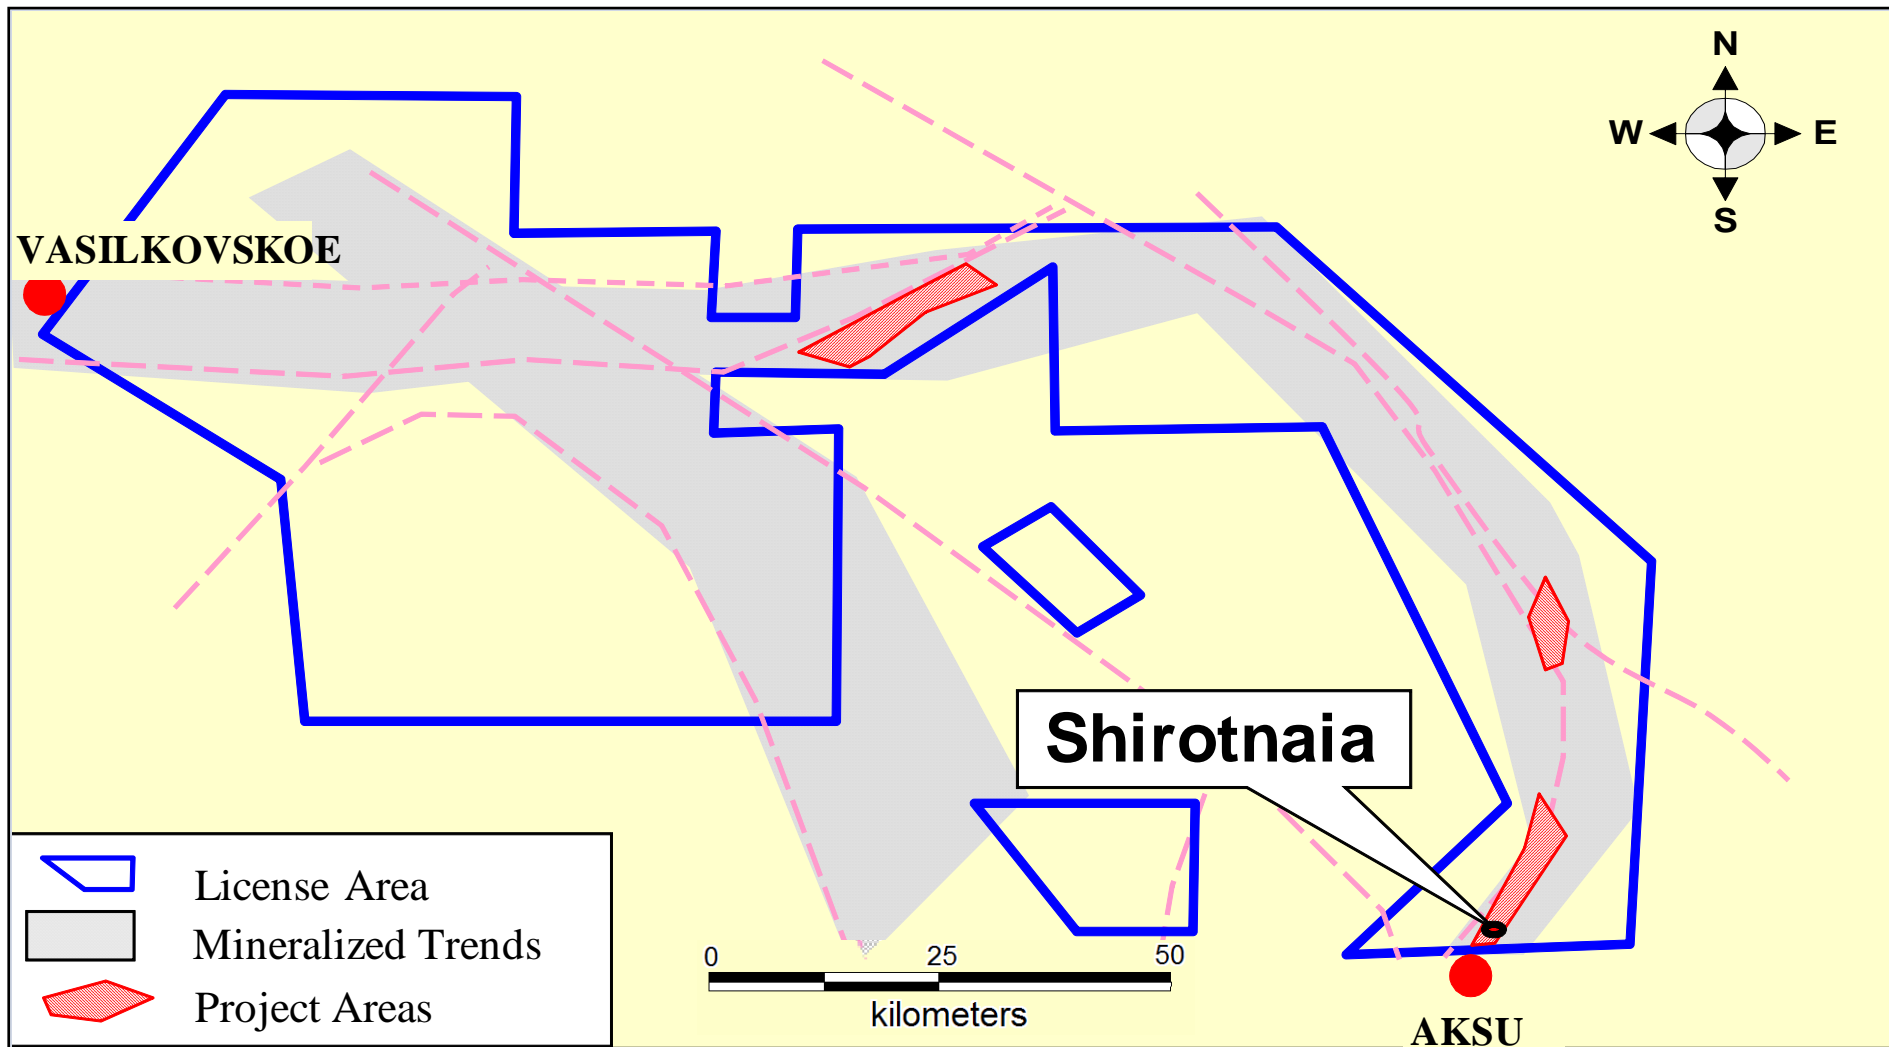 N
W E
S
VASILKOVSKOE
Shirotnaia
License Area
Mineralized Trends
Project Areas
0 25 50
kilometers
AKSU